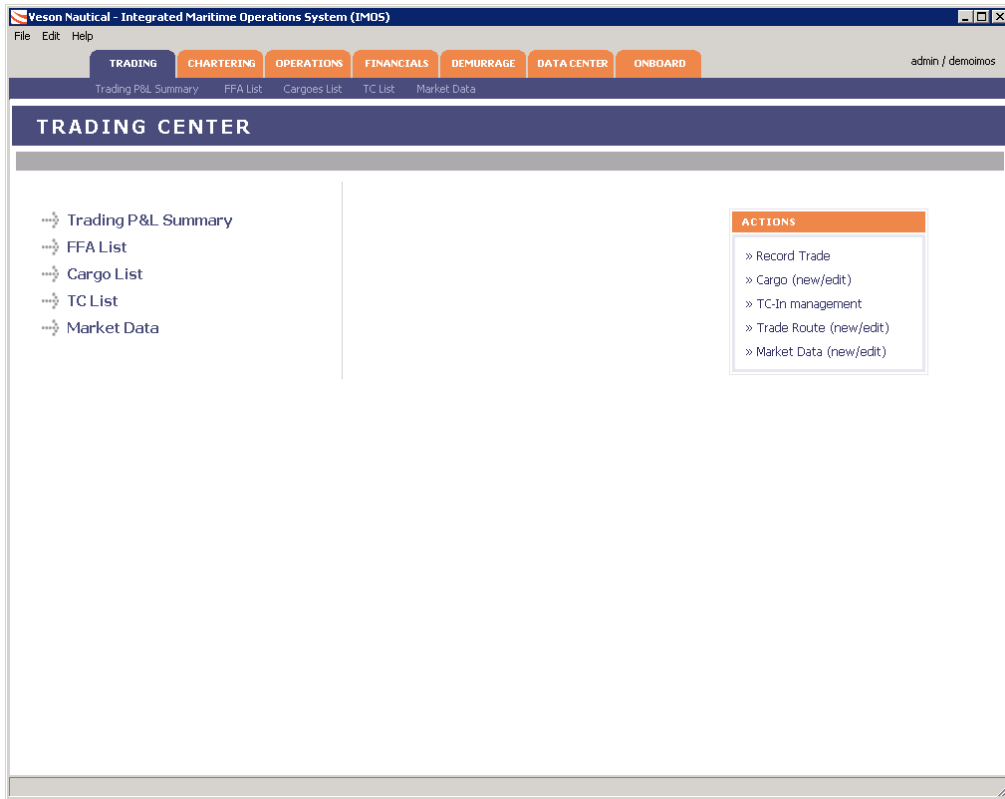 Veson Nautical - Integrated Maritime Operations System (IMOS)
File Edit Help
TRADING CHARTERING OPERATIONS FINANCIALS DEMURRAGE DATA CENTER ONBOARD admin / demoimos
Trading P&L Summary FFA List Cargoes List TC List Market Data
TRADING CENTER
Trading P&L Summary
FFA List
Cargo List
TC List
Market Data
ACTIONS
» Record Trade
» Cargo (new/edit)
» TC-In management
» Trade Route (new/edit)
» Market Data (new/edit)